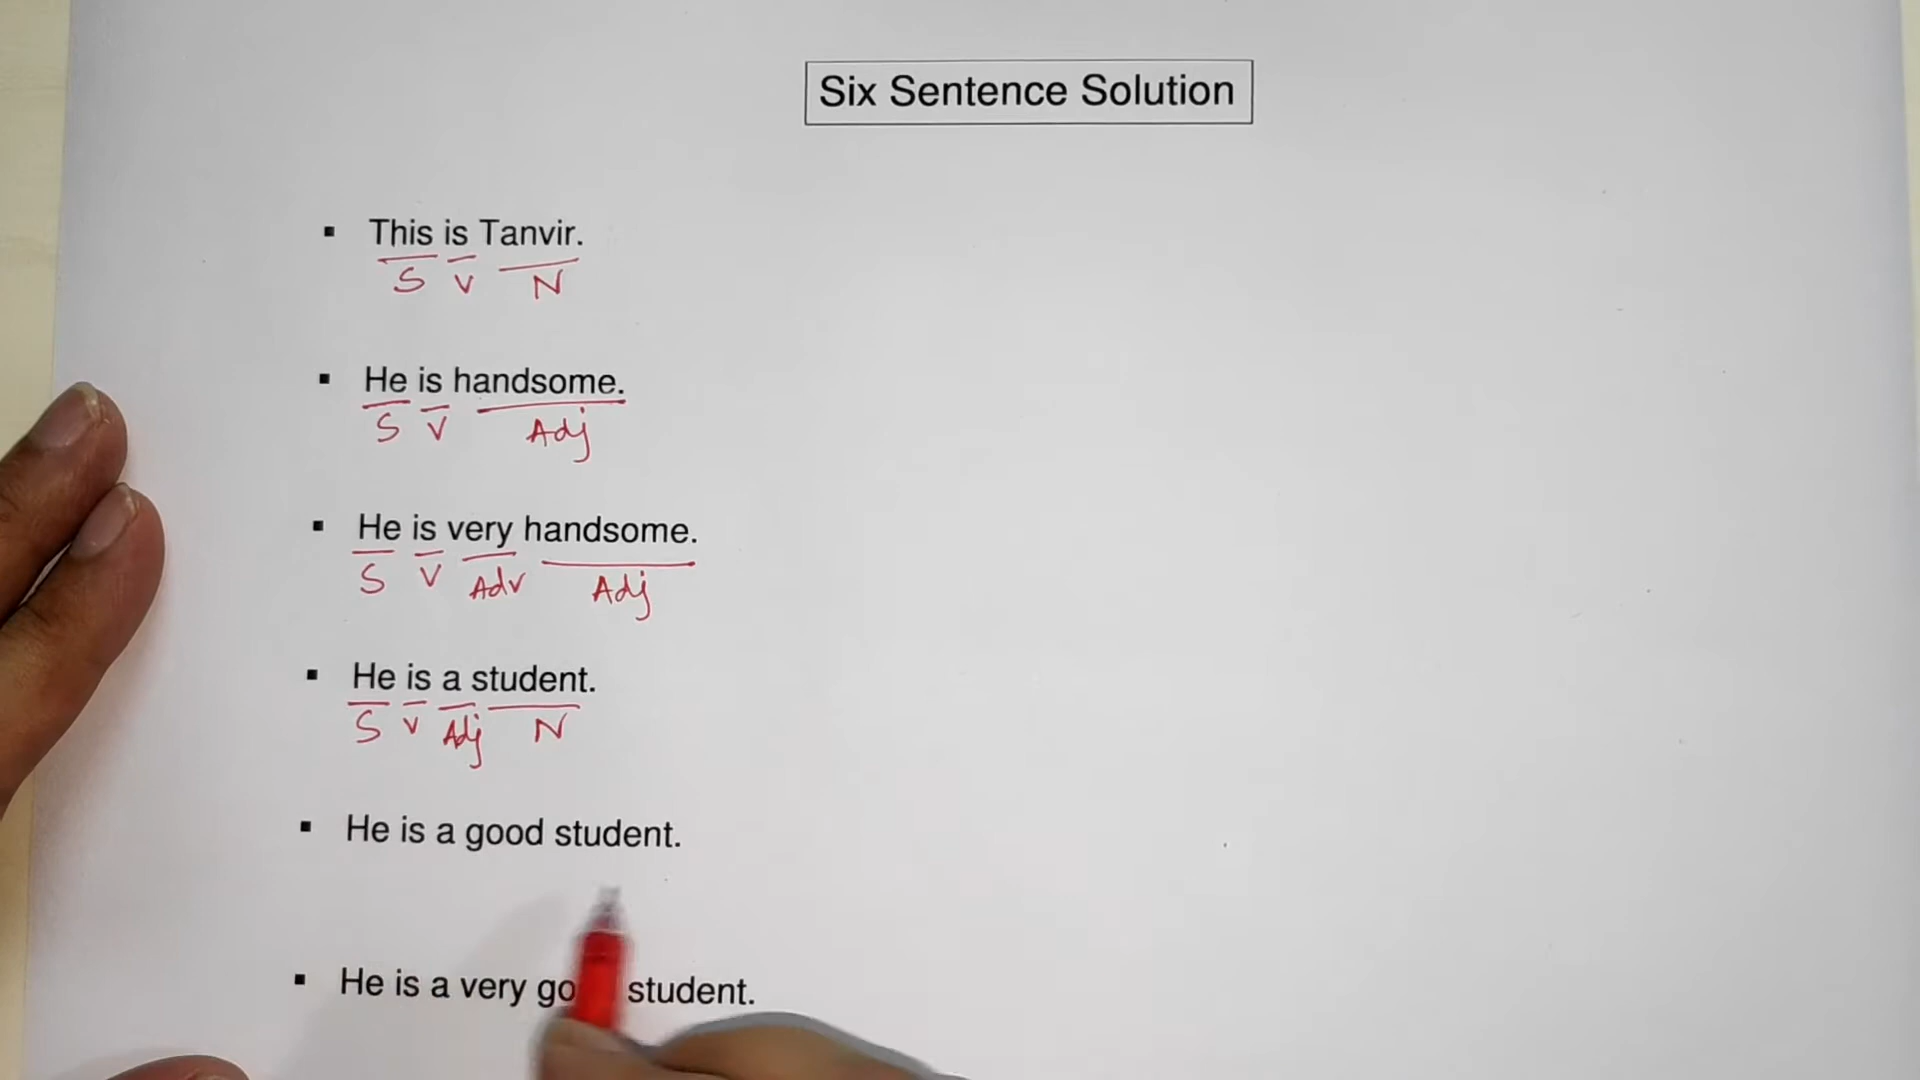 Six Sentence Solution
▪ This is Tanvir.
S V N
▪ He is handsome.
S V Adj
▪ He is very handsome.
S V Adv Adj
▪ He is a student.
S V Adj N
▪ He is a good student.
▪ He is a very student.